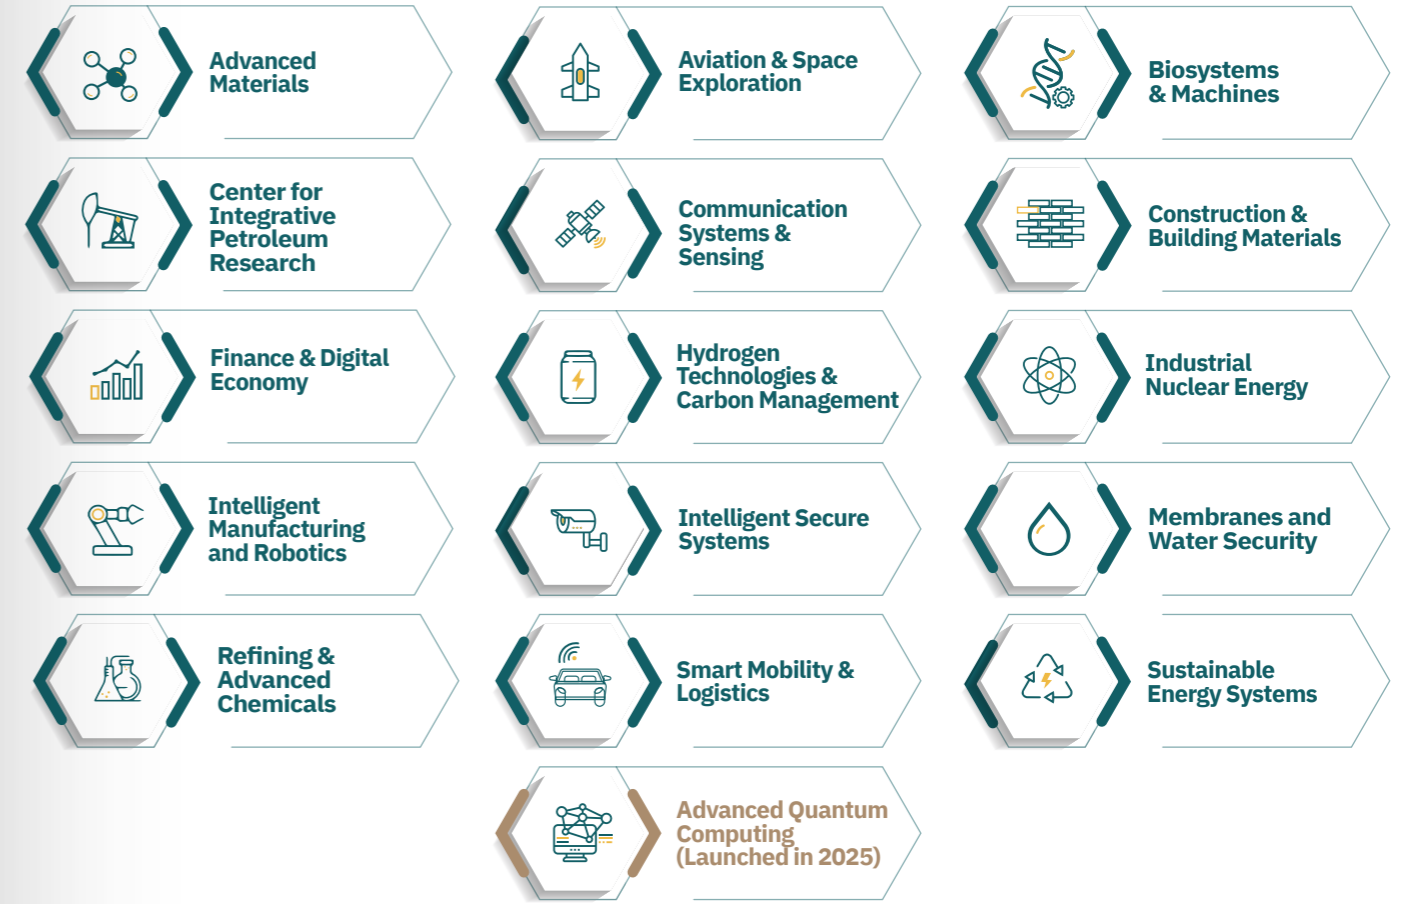 Advanced
Materials
Aviation & Space
Exploration
Biosystems
& Machines
Center for
Integrative
Petroleum
Research
Communication
Systems &
Sensing
Construction &
Building Materials
Finance & Digital
Economy
Hydrogen
Technologies &
Carbon Management
Industrial
Nuclear Energy
Intelligent
Manufacturing
and Robotics
Intelligent Secure
Systems
Membranes and
Water Security
Refining &
Advanced
Chemicals
Smart Mobility &
Logistics
Sustainable
Energy Systems
Advanced Quantum
Computing
(Launched in 2025)